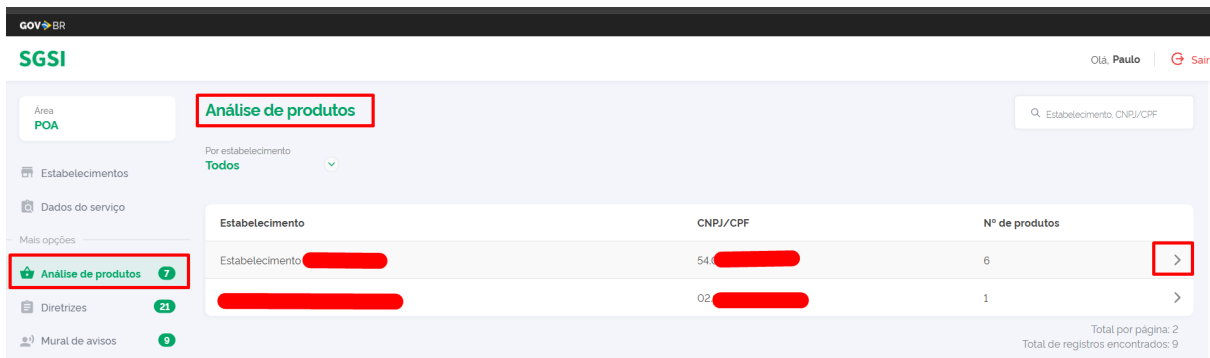 GOV BR
SGSI
Olá, Paulo
Sair
Área
POA
Análise de produtos
Estabelecimento, CNPJ/CPF
Por estabelecimento
Todos
Estabelecimentos
Dados do serviço
Mais opções
Análise de produtos 7
Diretrizes 21
Mural de avisos 9
Estabelecimento CNPJ/CPF Nº de produtos
Estabelecimento 54. 6
02. 1
Total por página: 2
Total de registros encontrados: 9